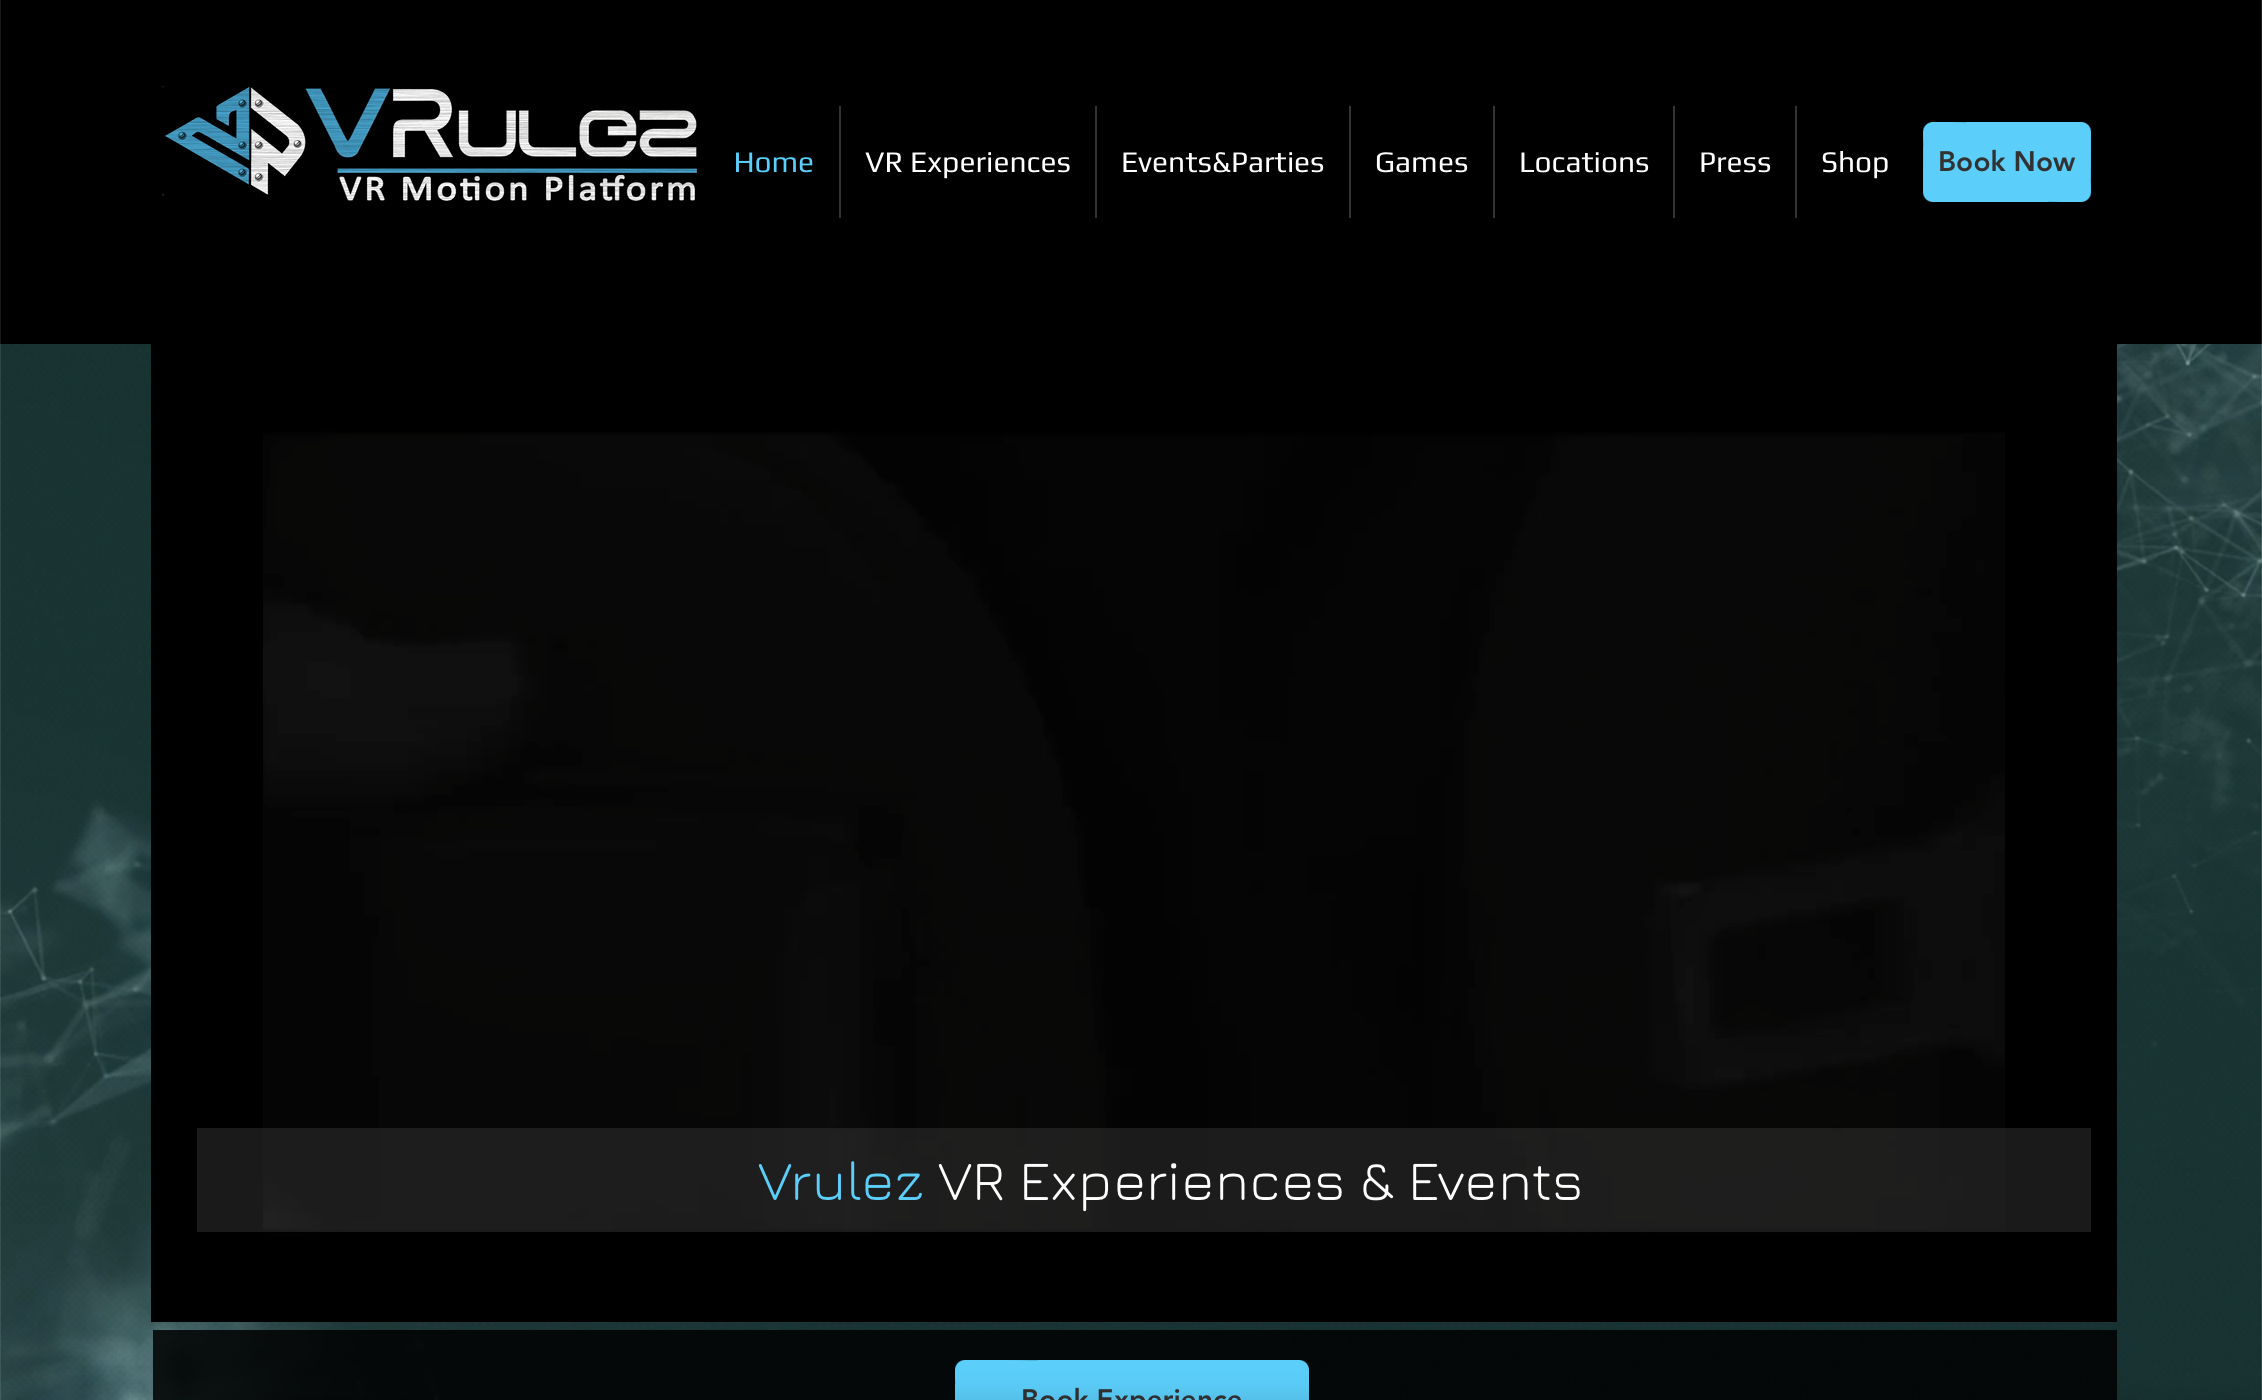 VRulez
VR Motion Platform
Home
VR Experiences
Events&Parties
Games
Locations
Press
Shop
Book Now
Vrulez VR Experiences & Events
Book Experience